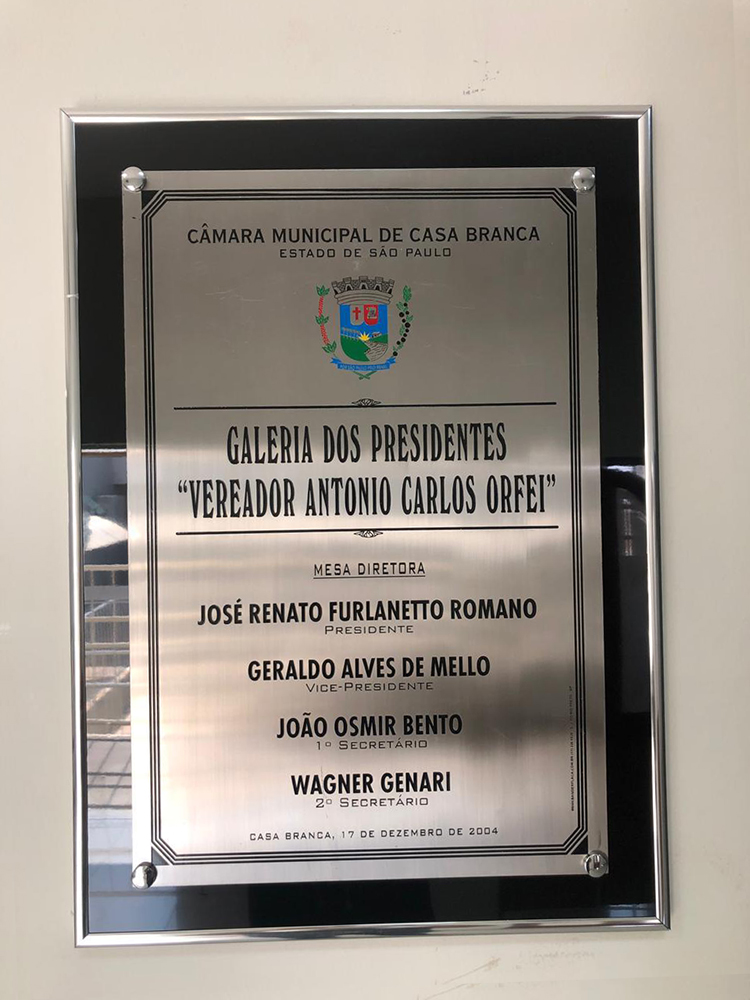 CÂMARA MUNICIPAL DE CASA BRANCA
ESTADO DE SÃO PAULO
GALERIA DOS PRESIDENTES
“VEREADOR ANTONIO CARLOS ORFEI”
MESA DIRETORA
JOSÉ RENATO FURLANETTO ROMANO
PRESIDENTE
GERALDO ALVES DE MELLO
VICE-PRESIDENTE
JOÃO OSMIR BENTO
1º SECRETÁRIO
WAGNER GENARI
2º SECRETÁRIO
CASA BRANCA, 17 DE DEZEMBRO DE 2004